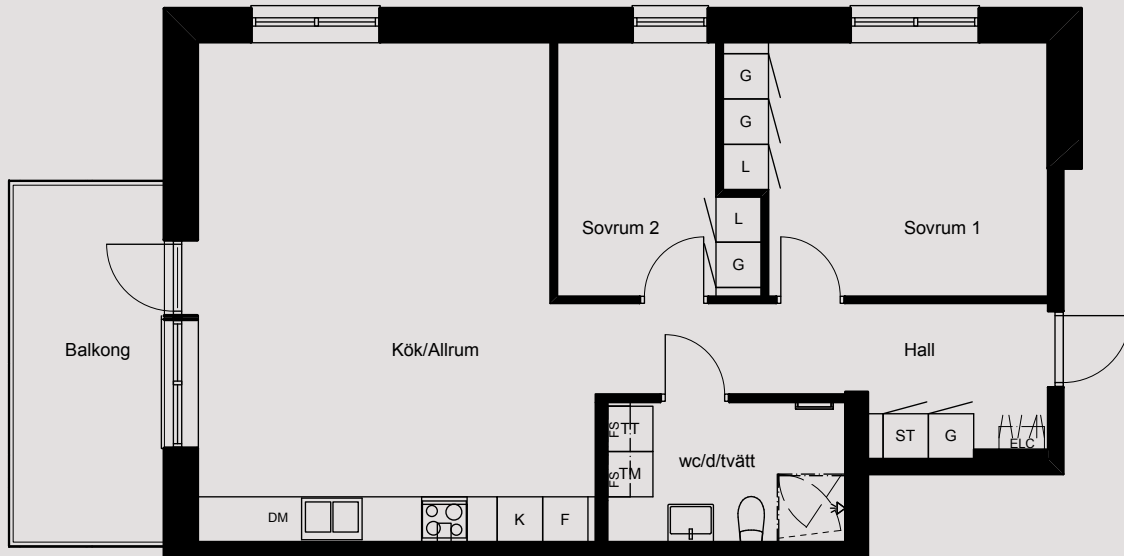 G
G
L
L
G
Sovrum 2
Sovrum 1
Balkong
Kök/Allrum
Hall
FS
TT
FS
TM
wc/d/tvätt
ST
G
ELC
DM
K
F